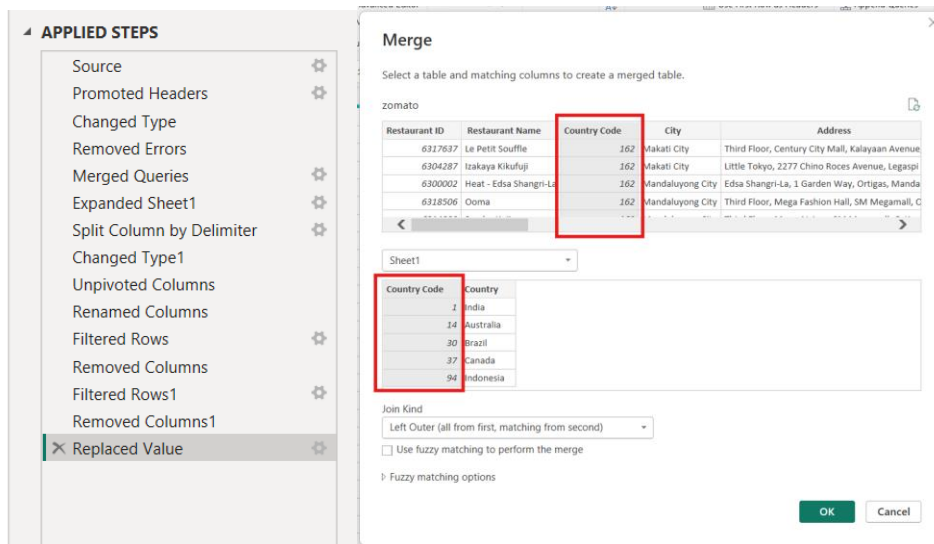 APPLIED STEPS
Source
Promoted Headers
Changed Type
Removed Errors
Merged Queries
Expanded Sheet1
Split Column by Delimiter
Changed Type1
Unpivoted Columns
Renamed Columns
Filtered Rows
Removed Columns
Filtered Rows1
Removed Columns1
Replaced Value
Merge
Select a table and matching columns to create a merged table.
zomato
Restaurant ID Restaurant Name Country Code City Address
6317637 Le Petit Souffle 162 Makati City Third Floor, Century City Mall, Kalayaan Avenue
6304287 Izakaya Kikufuji 162 Makati City Little Tokyo, 2277 Chino Roces Avenue, Legaspi
6300002 Heat - Edsa Shangri-La 162 Mandaluyong City Edsa Shangri-La, 1 Garden Way, Ortigas, Manda
6318506 Ooma 162 Mandaluyong City Third Floor, Mega Fashion Hall, SM Megamall, O
Sheet1
Country Code Country
1 India
14 Australia
30 Brazil
37 Canada
94 Indonesia
Join Kind
Left Outer (all from first, matching from second)
Use fuzzy matching to perform the merge
Fuzzy matching options
OK Cancel